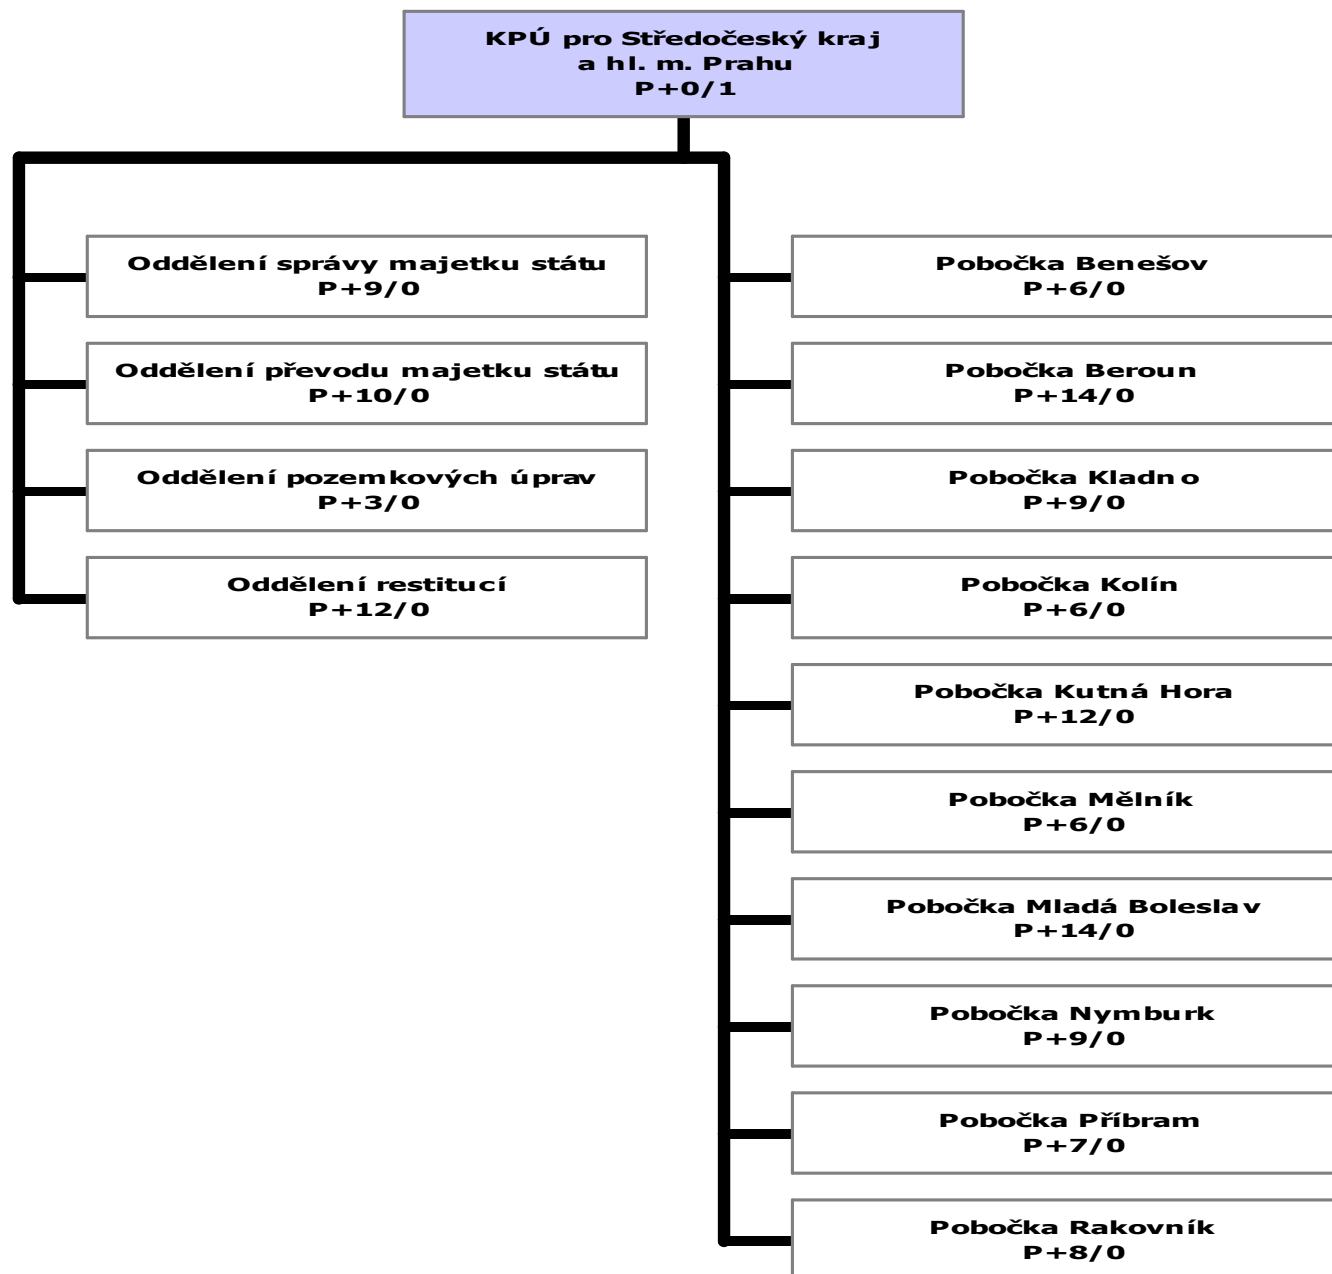 KPÚ pro Středočeský kraj
a hl. m. Prahu
P+0/1
Oddělení správy majetku státu
P+9/0
Oddělení převodu majetku státu
P+10/0
Oddělení pozemkových úprav
P+3/0
Oddělení restitucí
P+12/0
Pobočka Benešov
P+6/0
Pobočka Beroun
P+14/0
Pobočka Kladno
P+9/0
Pobočka Kolín
P+6/0
Pobočka Kutná Hora
P+12/0
Pobočka Mělník
P+6/0
Pobočka Mladá Boleslav
P+14/0
Pobočka Nymburk
P+9/0
Pobočka Příbram
P+7/0
Pobočka Rakovník
P+8/0